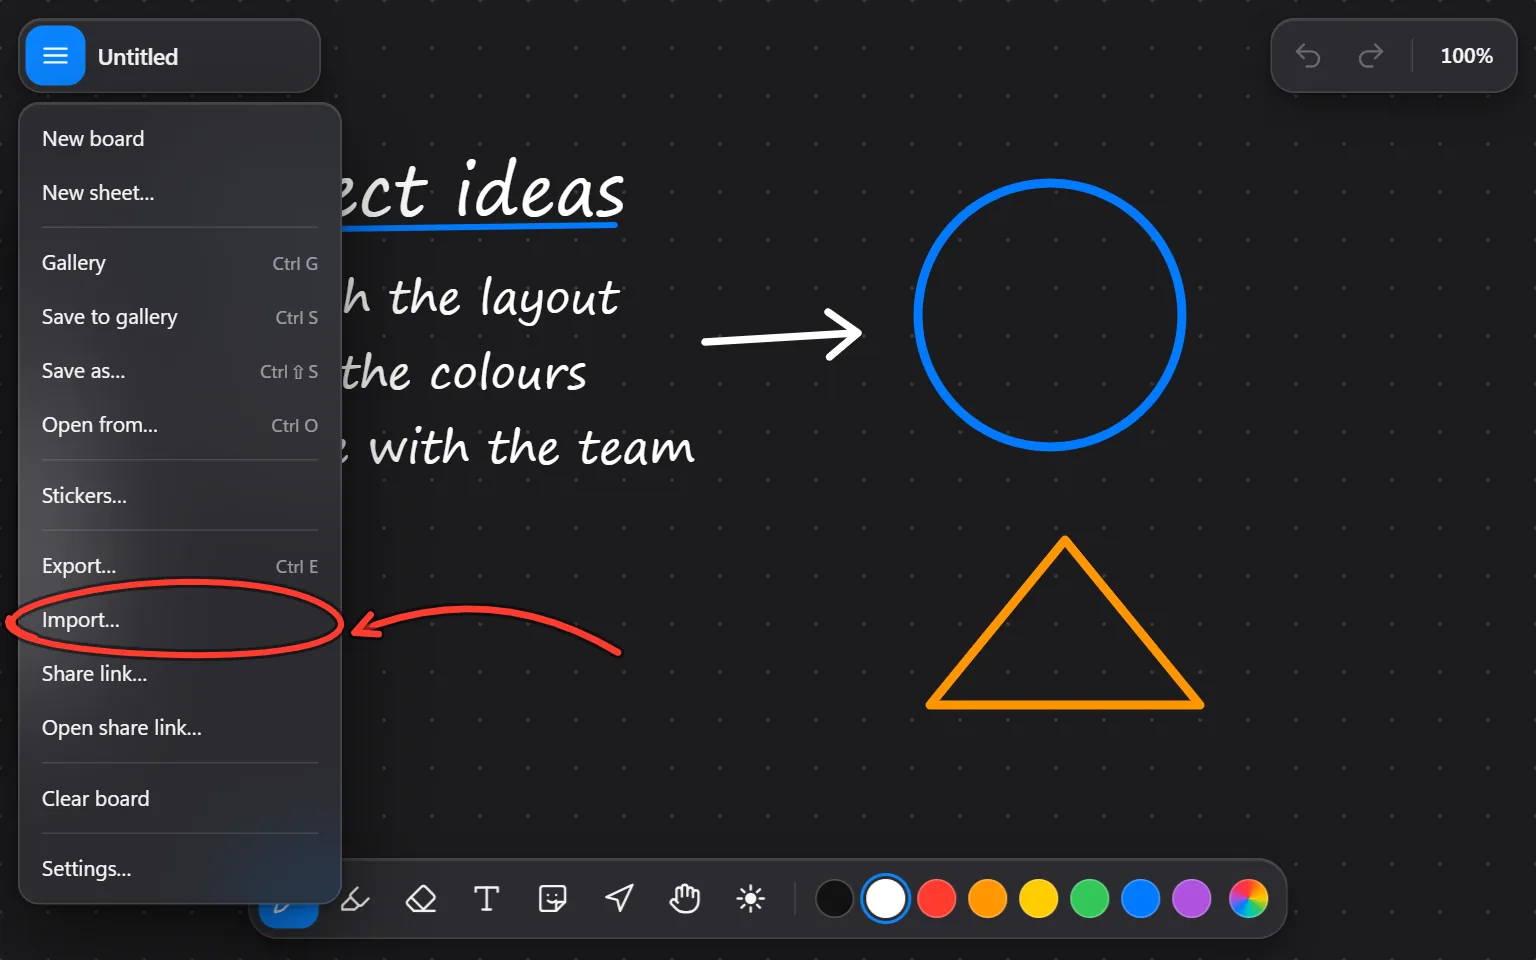 Untitled
100%
New board
New sheet...
Gallery Ctrl G
Save to gallery Ctrl S
Save as... Ctrl ⇧ S
Open from... Ctrl O
Stickers...
Export... Ctrl E
Import...
Share link...
Open share link...
Clear board
Settings...
ect ideas
h the layout
the colours
with the team
T